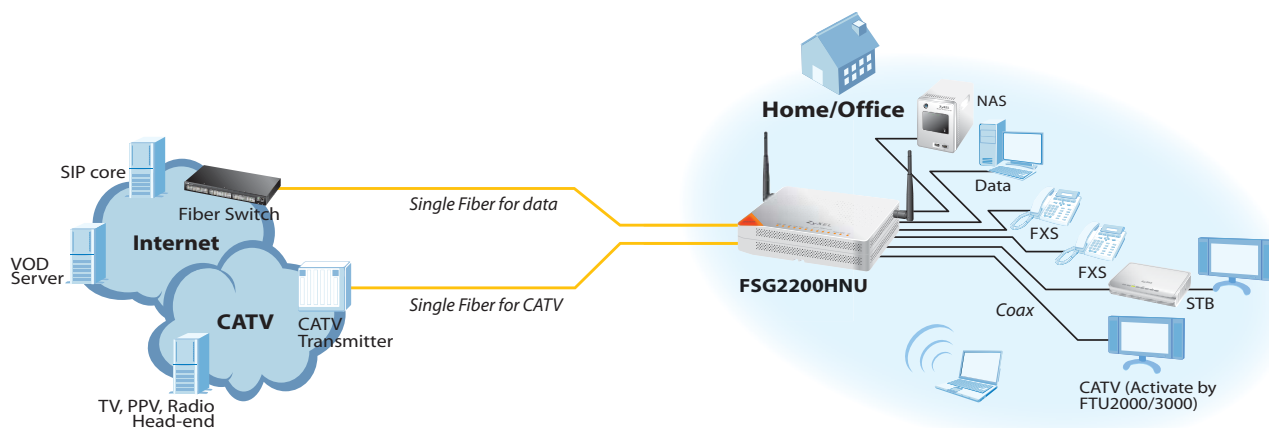 Home/Office
NAS
SIP core
Data
Single Fiber for data
Fiber Switch
FXS
Internet
ZyXEL
VOD
Server
FXS
FSG2200HNU
STB
Single Fiber for CATV
Coax
CATV
CATV
Transmitter
CATV (Activate by
FTU2000/3000)
TV, PPV, Radio
Head-end